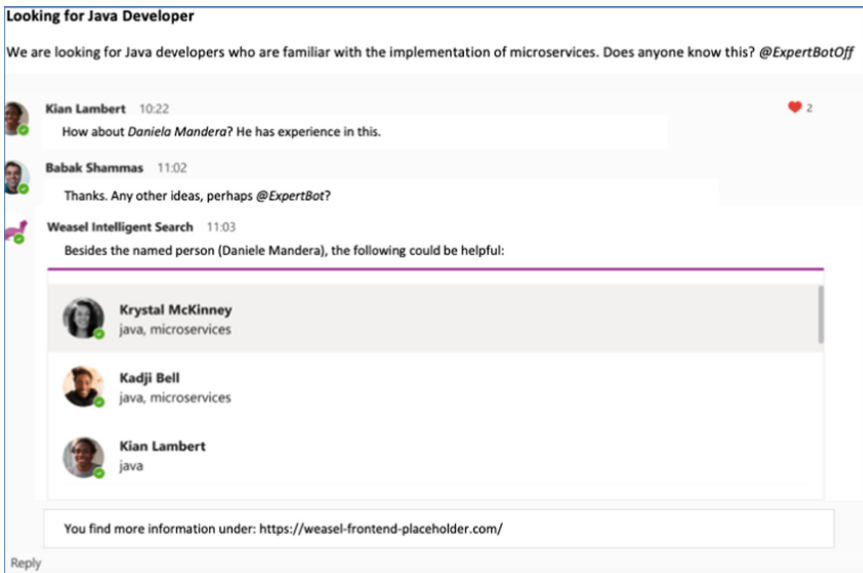 Looking for Java Developer
We are looking for Java developers who are familiar with the implementation of microservices. Does anyone know this? @ExpertBotOff
Kian Lambert 10:22
2
How about Daniela Mandera? He has experience in this.
Babak Shammas 11:02
Thanks. Any other ideas, perhaps @ExpertBot?
Weasel Intelligent Search 11:03
Besides the named person (Daniele Mandera), the following could be helpful:
Krystal McKinney
java, microservices
Kadji Bell
java, microservices
Kian Lambert
java
You find more information under: https://weasel-frontend-placeholder.com/
Reply